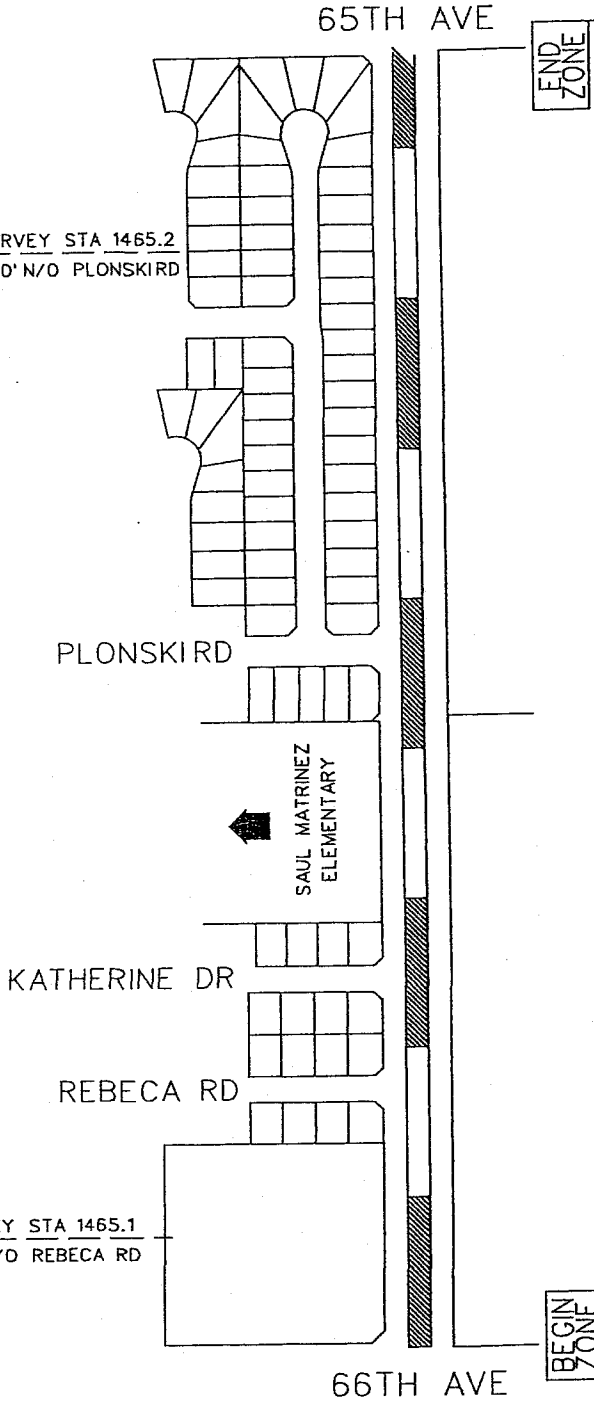 65TH AVE
END
ZONE
RVEY STA 1465.2
0' N/O PLONSKIRD
PLONSKIRD
SAUL MATRINEZ
ELEMENTARY
KATHERINE DR
REBECA RD
Y STA 1465.1
/O REBECA RD
BEGIN
ZONE
66TH AVE